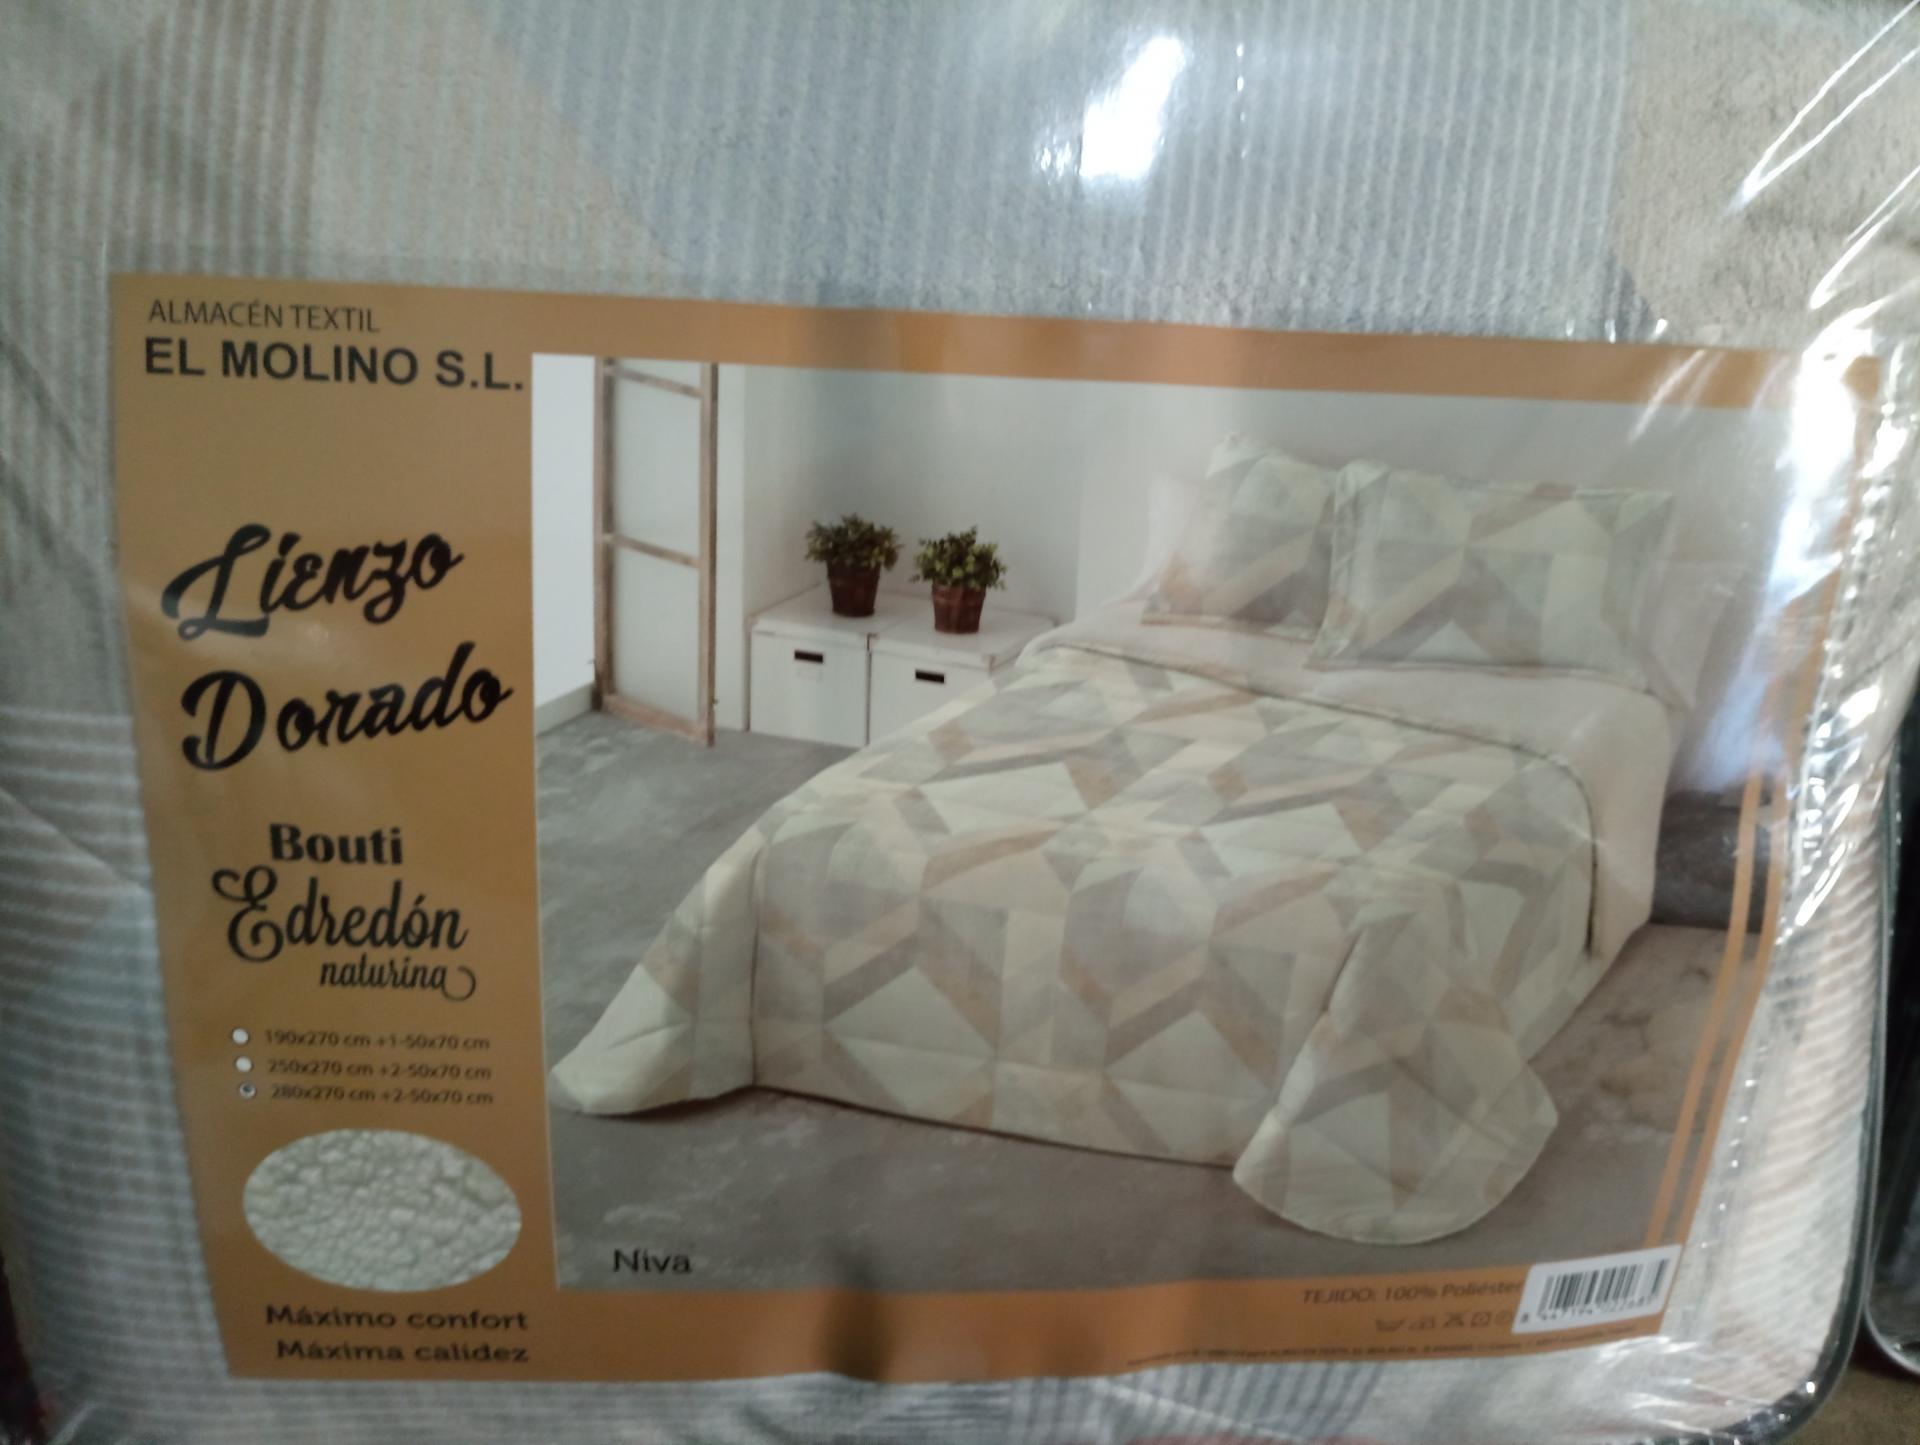 ALMACÉN TEXTIL
EL MOLINO S.L.
Lienzo
Dorado
Bouti
Edredón
naturina
190x270 cm +1-50x70 cm
250x270 cm +2-50x70 cm
280x270 cm +2-50x70 cm
Máximo confort
Máxima calidez
Niva
TEJIDO: 100% Poliéster